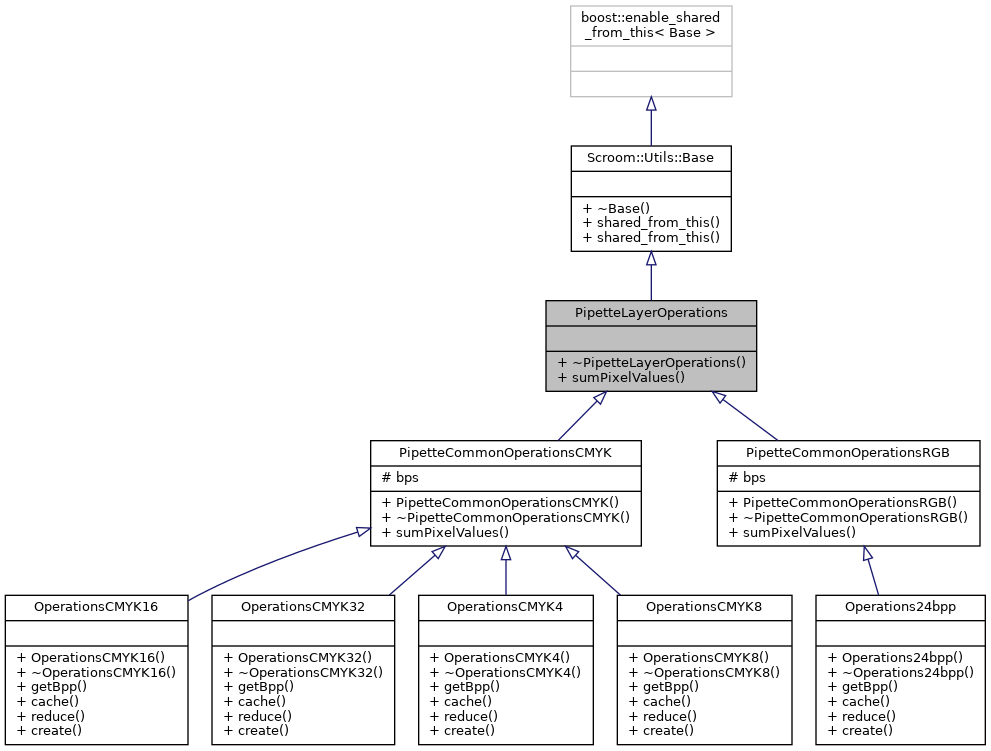 boost::enable_shared
_from_this< Base >
Scroom::Utils::Base
+ ~Base()
+ shared_from_this()
+ shared_from_this()
PipetteLayerOperations
+ ~PipetteLayerOperations()
+ sumPixelValues()
PipetteCommonOperationsCMYK
# bps
+ PipetteCommonOperationsCMYK()
+ ~PipetteCommonOperationsCMYK()
+ sumPixelValues()
PipetteCommonOperationsRGB
# bps
+ PipetteCommonOperationsRGB()
+ ~PipetteCommonOperationsRGB()
+ sumPixelValues()
OperationsCMYK16
+ OperationsCMYK16()
+ ~OperationsCMYK16()
+ getBpp()
+ cache()
+ reduce()
+ create()
OperationsCMYK32
+ OperationsCMYK32()
+ ~OperationsCMYK32()
+ getBpp()
+ cache()
+ reduce()
+ create()
OperationsCMYK4
+ OperationsCMYK4()
+ ~OperationsCMYK4()
+ getBpp()
+ cache()
+ reduce()
+ create()
OperationsCMYK8
+ OperationsCMYK8()
+ ~OperationsCMYK8()
+ getBpp()
+ cache()
+ reduce()
+ create()
Operations24bpp
+ Operations24bpp()
+ ~Operations24bpp()
+ getBpp()
+ cache()
+ reduce()
+ create()